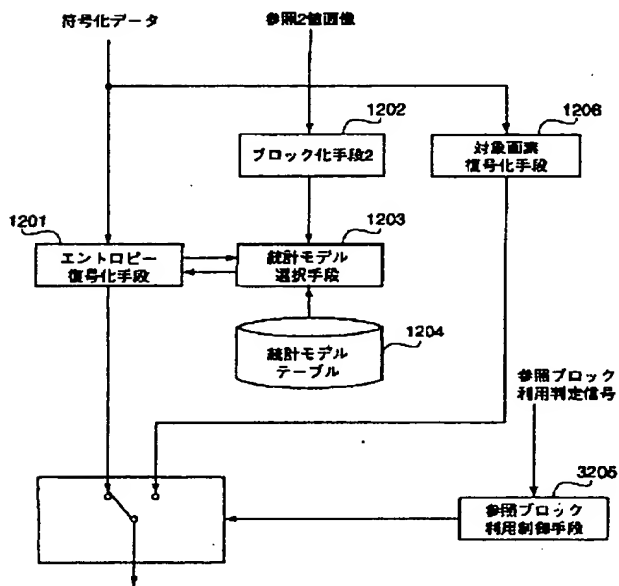 符号化データ
参照2値画像
1202
ブロック化手段2
1206
対象画素
復号化手段
1201
エントロピー
復号化手段
1203
統計モデル
選択手段
1204
統計モデル
テーブル
参照ブロック
利用判定信号
3205
参照ブロック
利用制御手段